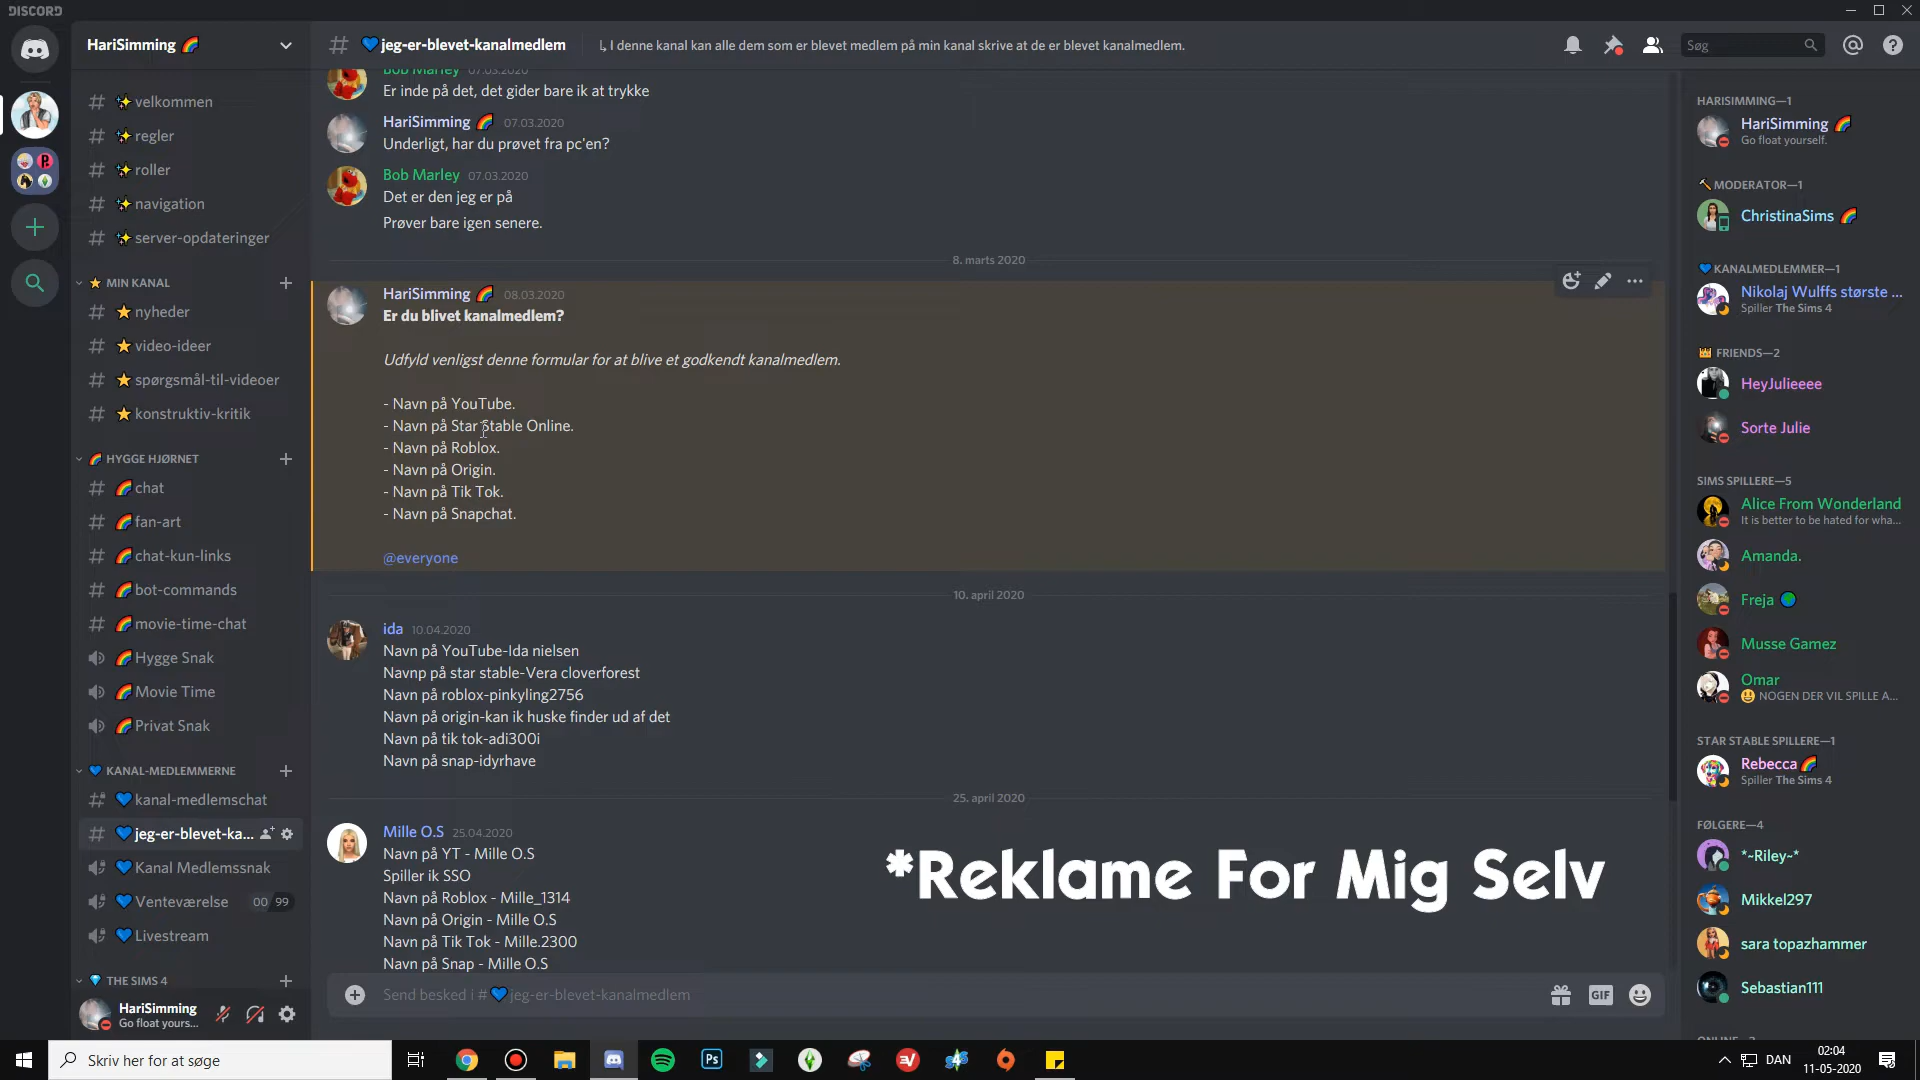 DISCORD
HariSimming
velkommen
regler
roller
navigation
server-opdateringer
MIN KANAL
nyheder
video-ideer
spørgsmål-til-videoer
konstruktiv-kritik
HYGGE HJØRNET
chat
fan-art
chat-kun-links
bot-commands
movie-time-chat
Hygge Snak
Movie Time
Privat Snak
KANAL-MEDLEMMERNE
kanal-medlemschat
jeg-er-blevet-ka...
Kanal Medlemssnak
Venteværelse 00 99
Livestream
THE SIMS 4
HariSimming
Go float yours...
jeg-er-blevet-kanalmedlem
I denne kanal kan alle dem som er blevet medlem på min kanal skrive at de er blevet kanalmedlem.
Søg
Bob Marley 07.03.2020
Er inde på det, det gider bare ik at trykke
HariSimming 07.03.2020
Underligt, har du prøvet fra pc'en?
Bob Marley 07.03.2020
Det er den jeg er på
Prøver bare igen senere.
8. marts 2020
HariSimming 08.03.2020
Er du blivet kanalmedlem?
Udfyld venligst denne formular for at blive et godkendt kanalmedlem.
- Navn på YouTube.
- Navn på Star Stable Online.
- Navn på Roblox.
- Navn på Origin.
- Navn på Tik Tok.
- Navn på Snapchat.
@everyone
10. april 2020
ida 10.04.2020
Navn på YouTube-Ida nielsen
Navnp på star stable-Vera cloverforest
Navn på roblox-pinkyling2756
Navn på origin-kan ik huske finder ud af det
Navn på tik tok-adi300i
Navn på snap-idyrhave
25. april 2020
Mille O.S 25.04.2020
Navn på YT - Mille O.S
Spiller ik SSO
Navn på Roblox - Mille_1314
Navn på Origin - Mille O.S
Navn på Tik Tok - Mille.2300
Navn på Snap - Mille O.S
*Reklame For Mig Selv
Send besked i # jeg-er-blevet-kanalmedlem
GIF
HARISIMMING—1
HariSimming
Go float yourself.
MODERATOR—1
ChristinaSims
KANALMEDLEMMER—1
Nikolaj Wulffs største ...
Spiller The Sims 4
FRIENDS—2
HeyJulieeee
Sorte Julie
SIMS SPILLERE—5
Alice From Wonderland
It is better to be hated for wha...
Amanda.
Freja
Musse Gamez
Omar
NOGEN DER VIL SPILLE A...
STAR STABLE SPILLERE—1
Rebecca
Spiller The Sims 4
FØLGERE—4
*~Riley~*
Mikkel297
sara topazhammer
Sebastian111
Skriv her for at søge
Ps
DAN
02:04
11-05-2020